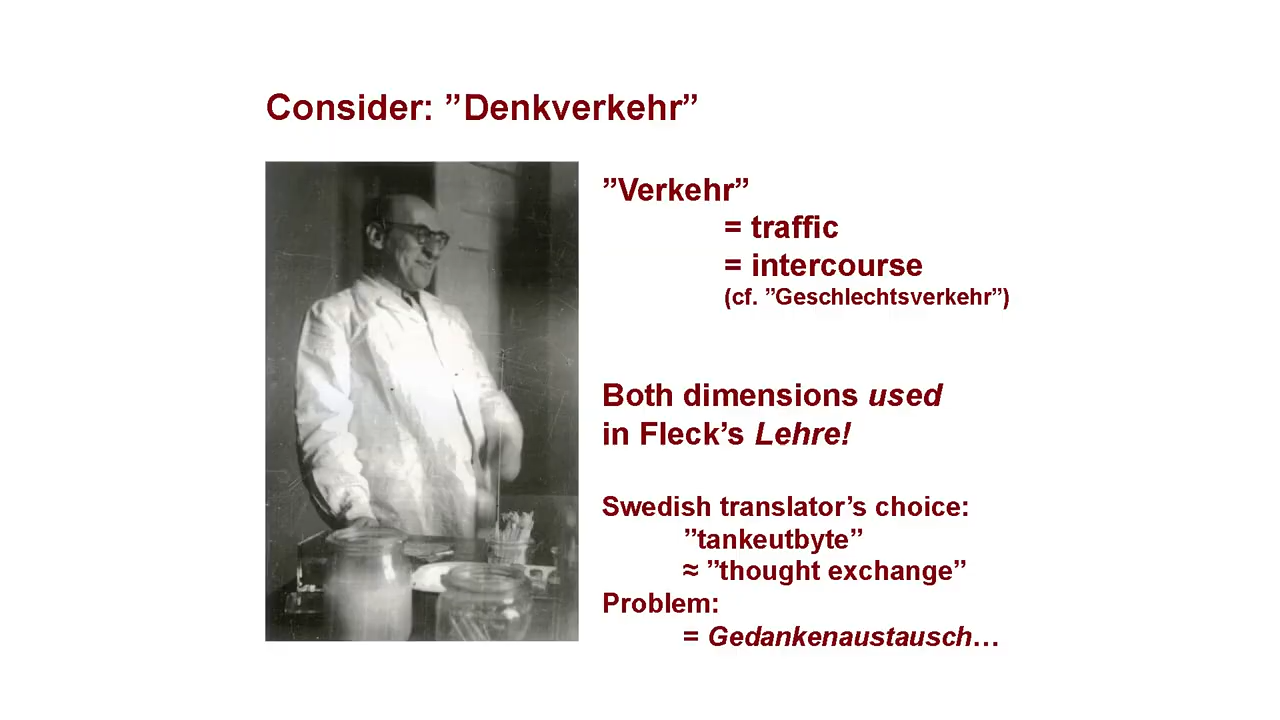 Consider: ”Denkverkehr”
”Verkehr”
= traffic
= intercourse
(cf. ”Geschlechtsverkehr”)
Both dimensions used
in Fleck’s Lehre!
Swedish translator’s choice:
”tankeutbyte”
≈ ”thought exchange”
Problem:
= Gedankenaustausch…